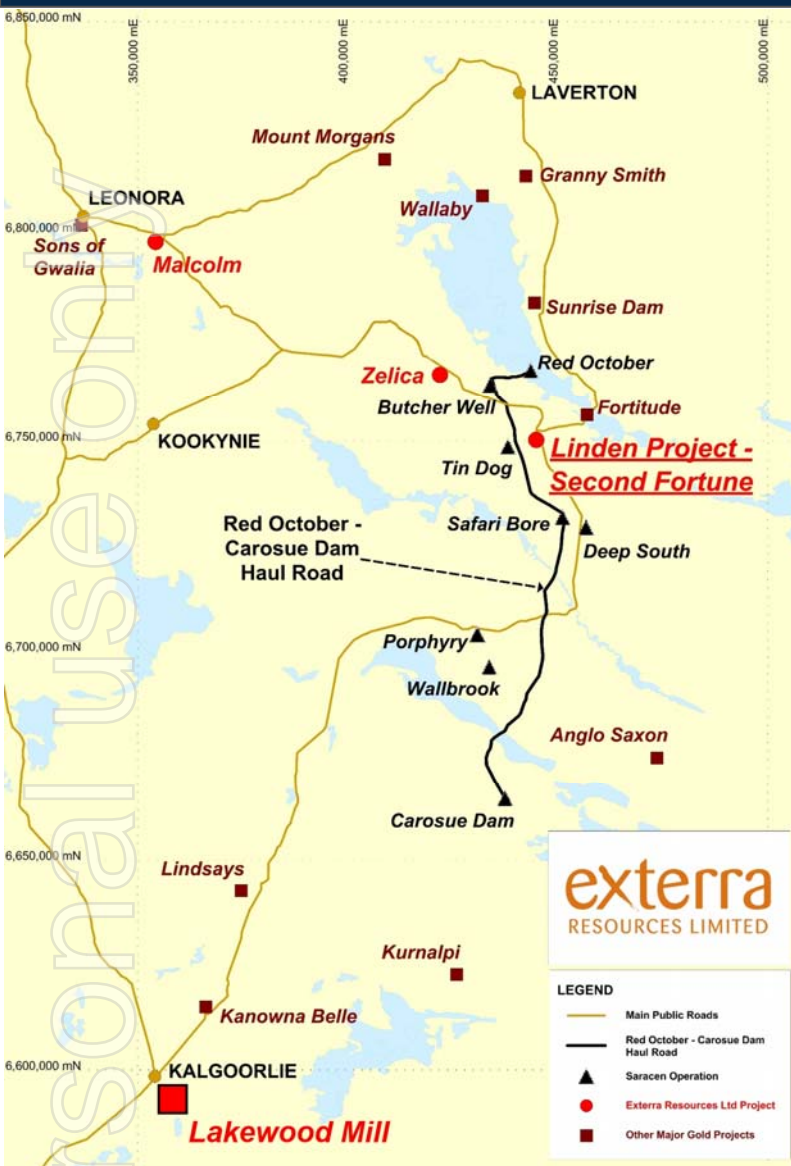 6,850,000 mN
350,000 mE
400,000 mE
450,000 mE
500,000 mE
LAVERTON
Mount Morgans
Granny Smith
LEONORA
Wallaby
6,800,000 mN
Sons of
Gwalia
Malcolm
Sunrise Dam
Red October
Zelica
Butcher Well
Fortitude
6,750,000 mN
KOOKYNIE
Linden Project -
Second Fortune
Tin Dog
Safari Bore
Deep South
Red October -
Carosue Dam
Haul Road
6,700,000 mN
Porphyry
Wallbrook
Anglo Saxon
Carosue Dam
6,650,000 mN
Lindsays
Kurnalpi
Kanowna Belle
6,600,000 mN
KALGOORLIE
Lakewood Mill
exterra
RESOURCES LIMITED
LEGEND
Main Public Roads
Red October - Carosue Dam
Haul Road
Saracen Operation
Exterra Resources Ltd Project
Other Major Gold Projects
rsonal use only